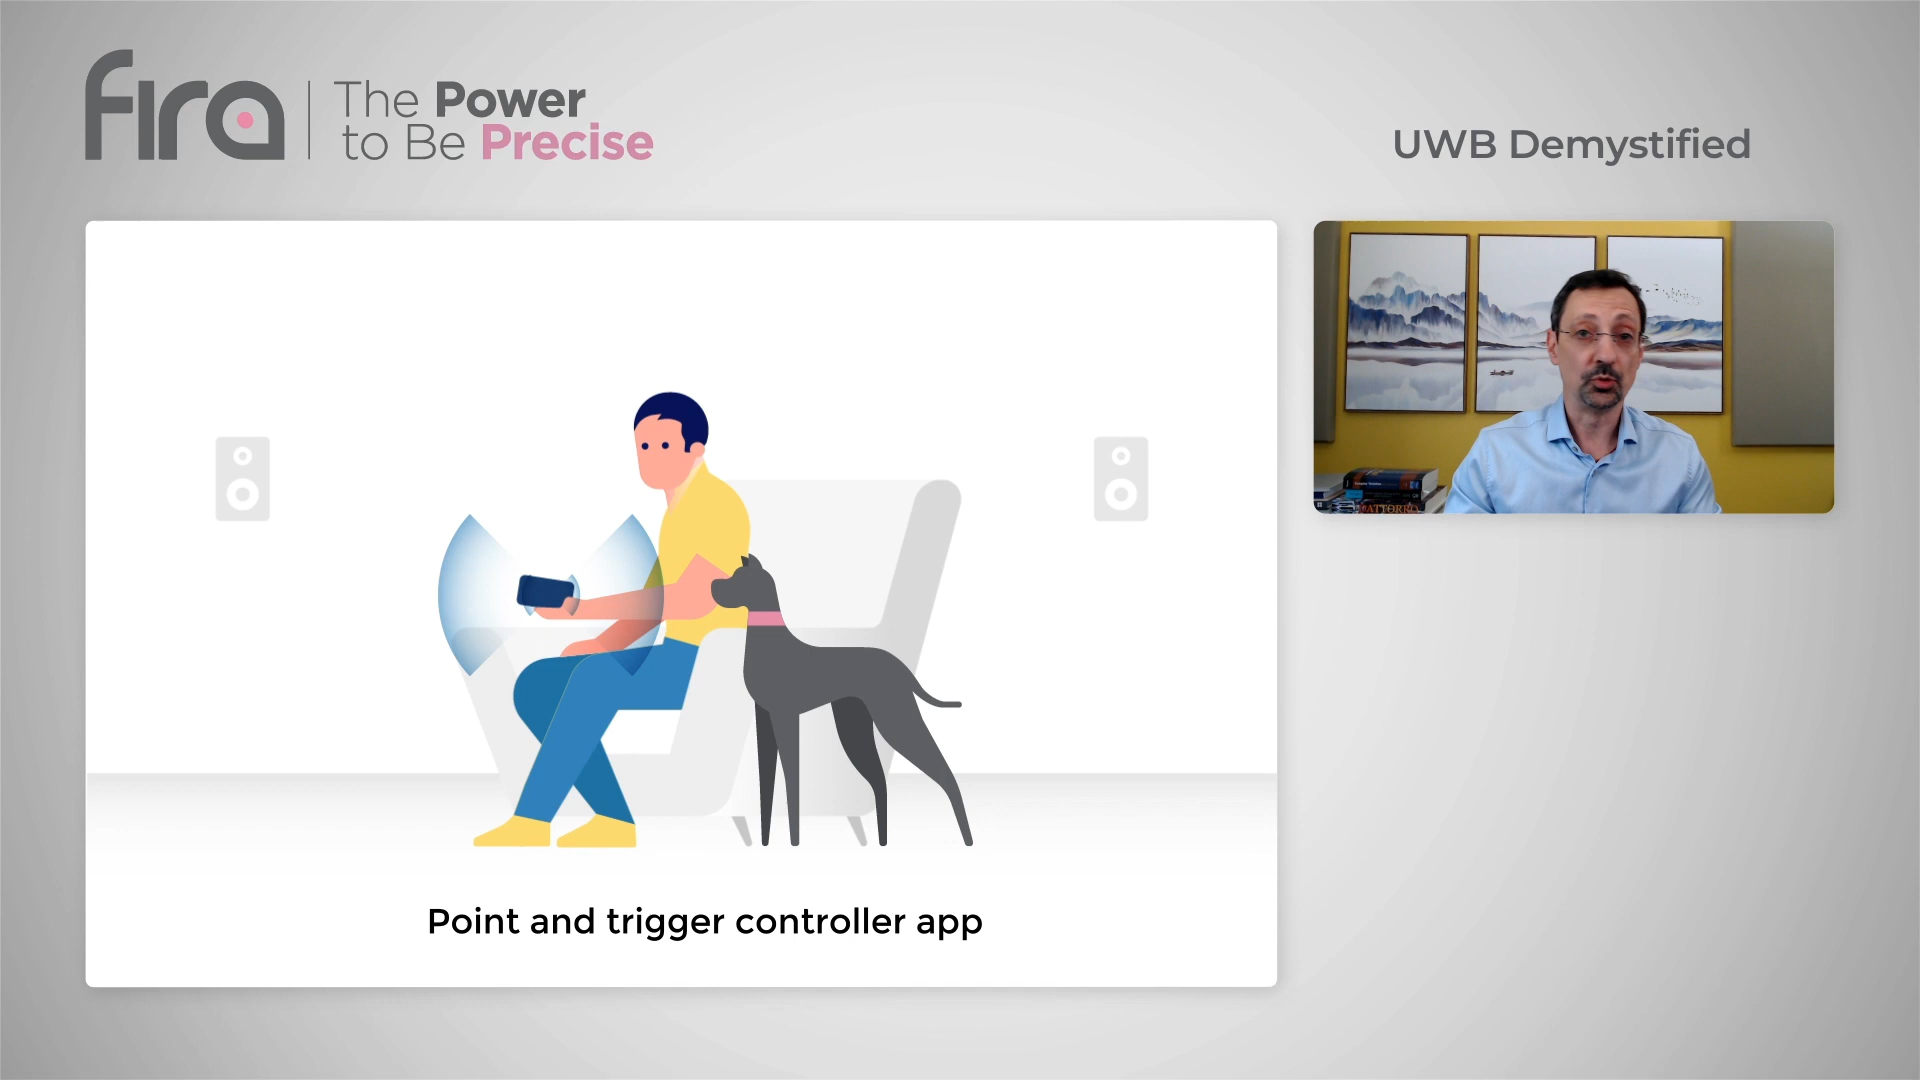 fira
The Power
to Be Precise
UWB Demystified
Point and trigger controller app